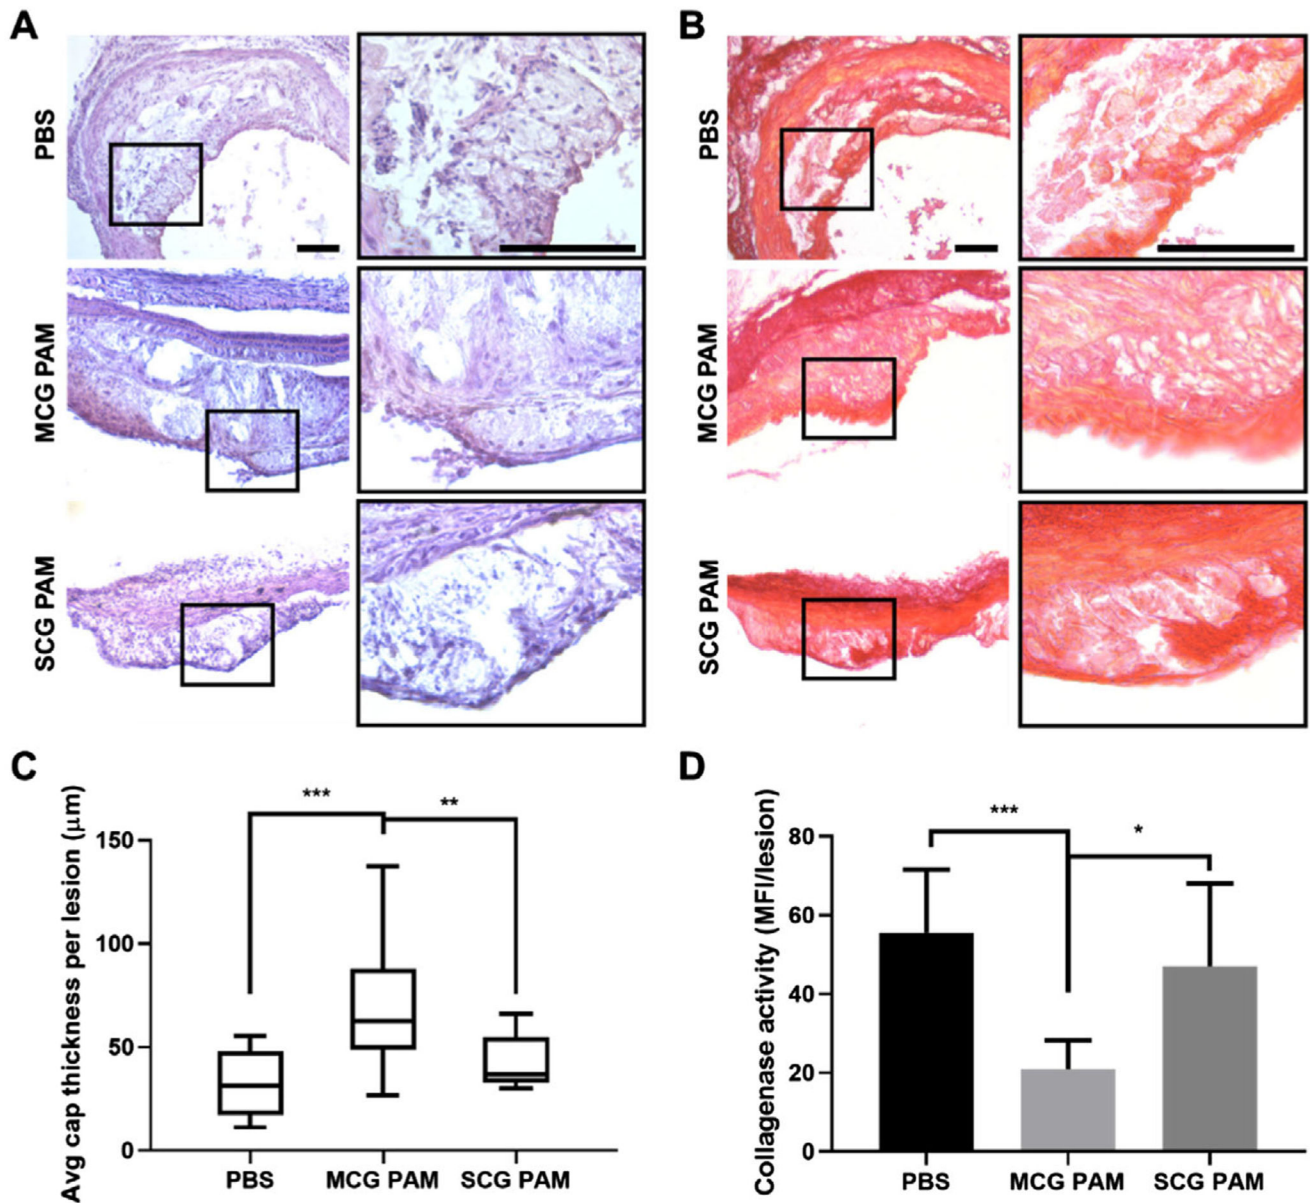 A
B
PBS
PBS
MCG PAM
MCG PAM
SCG PAM
SCG PAM
C
D
Avg cap thickness per lesion (μm)
150
100
50
0
***
**
PBS MCG PAM SCG PAM
Collagenase activity (MFI/lesion)
80
60
40
20
0
***
*
PBS MCG PAM SCG PAM